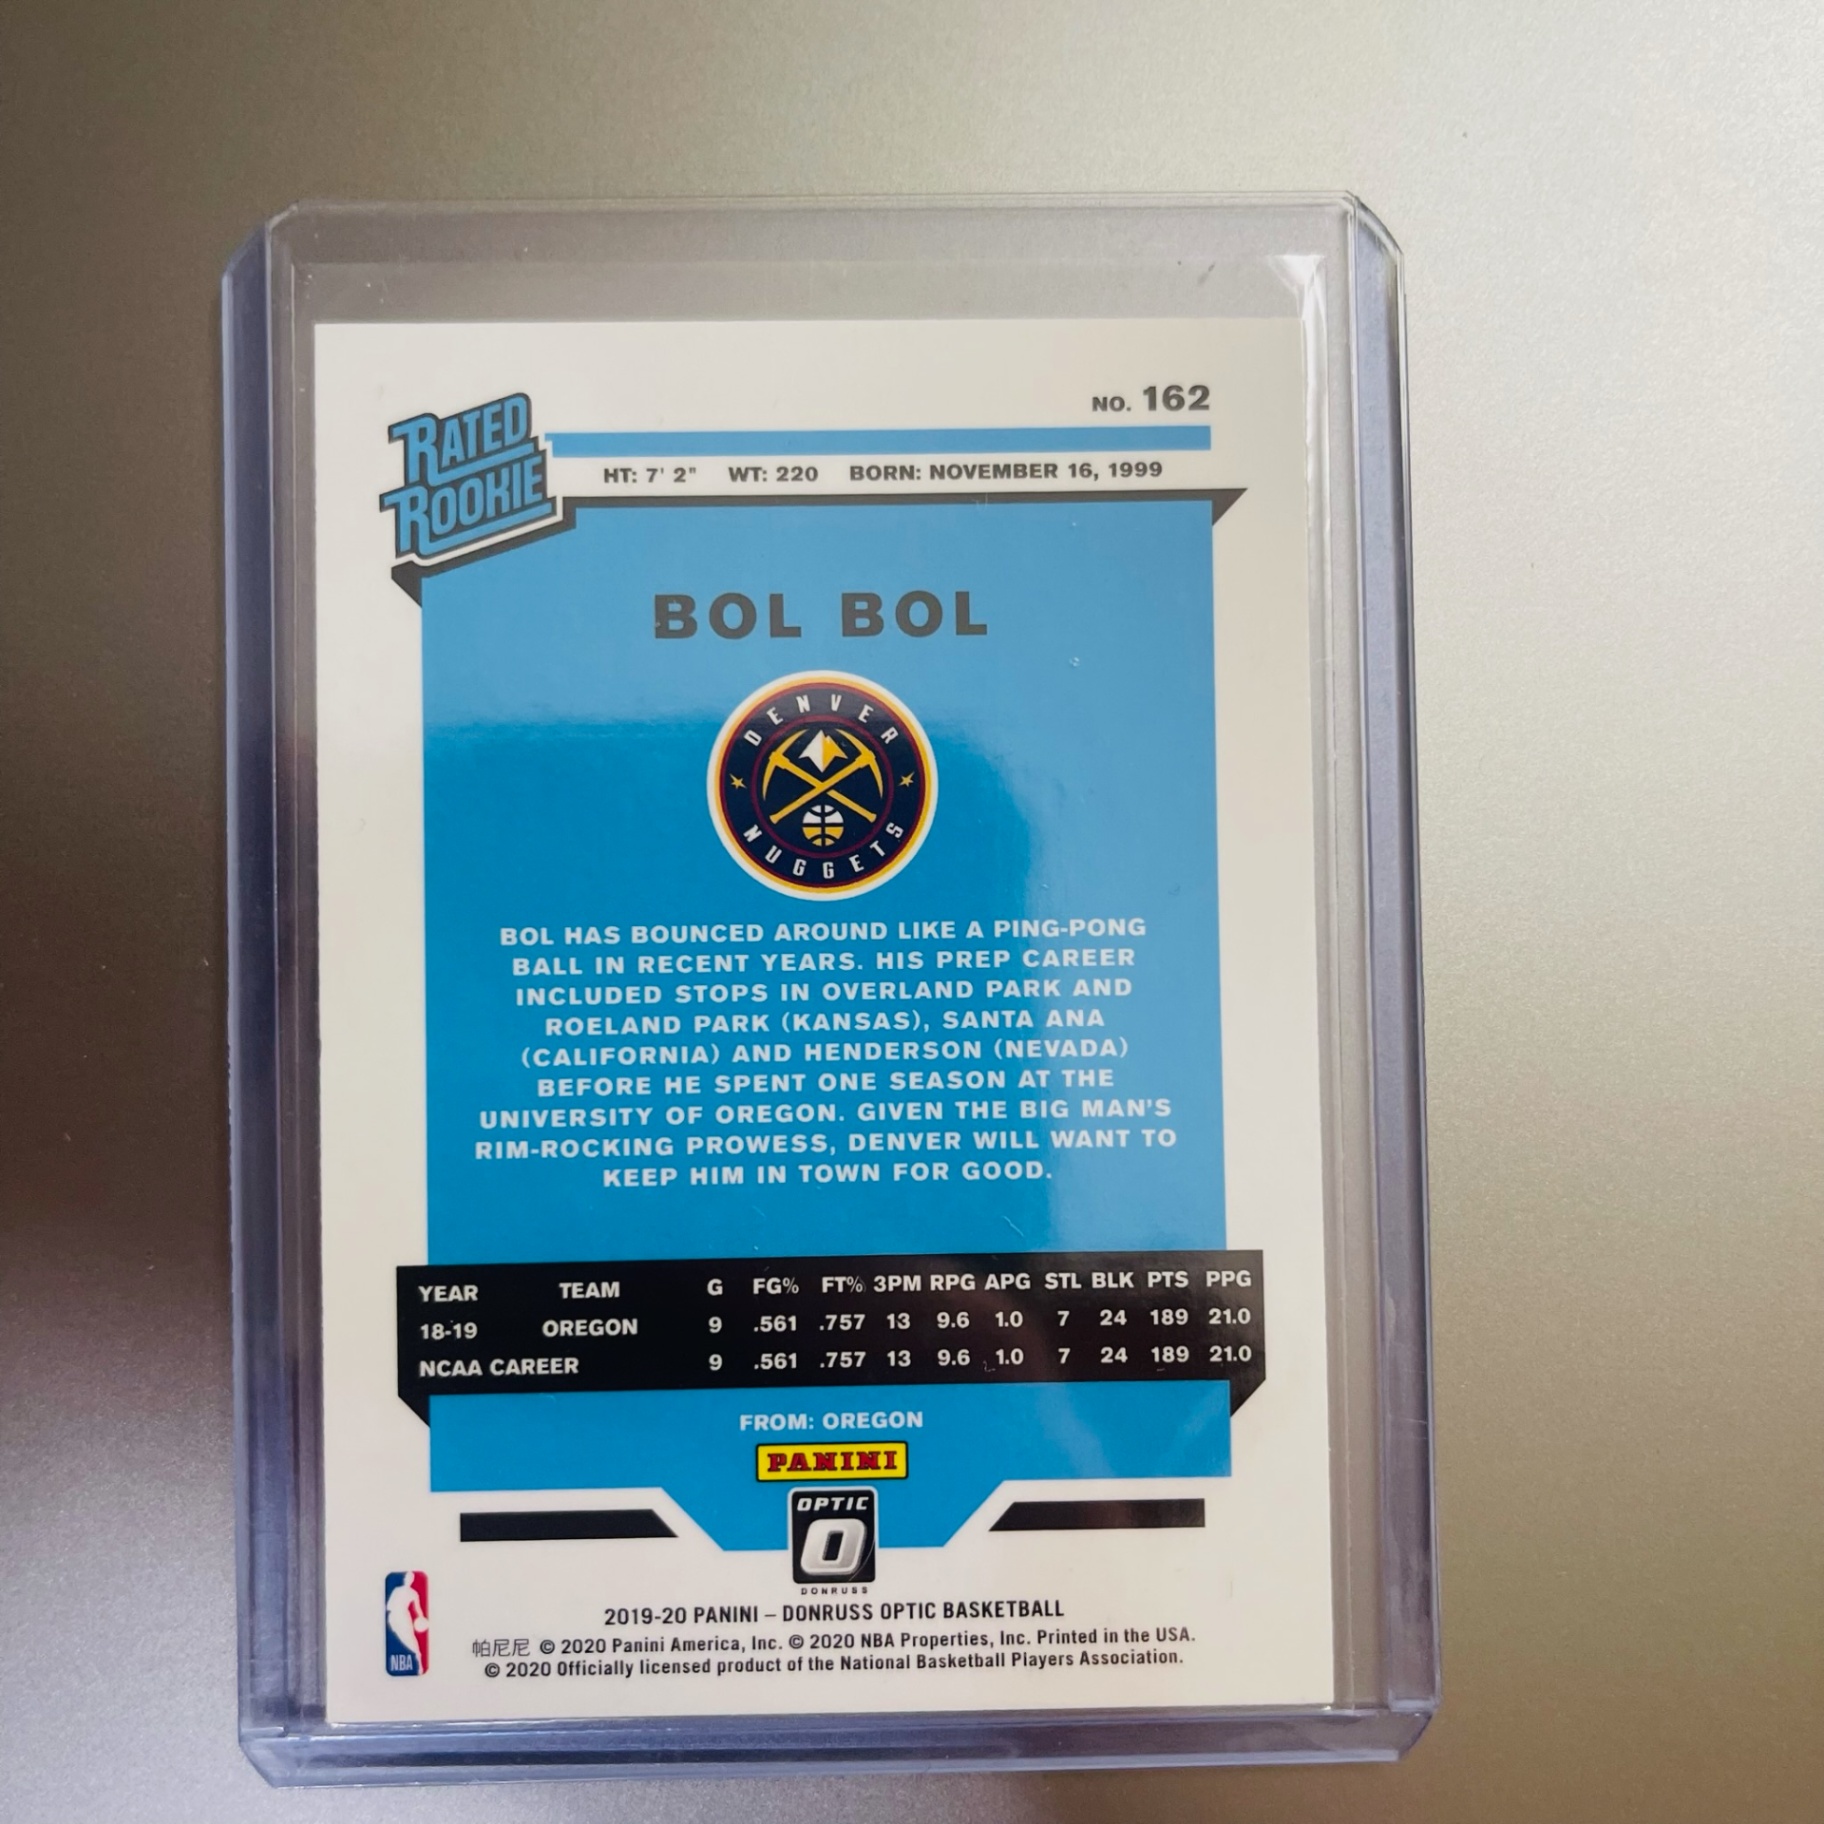 RATED
ROOKIE
NO. 162
HT: 7' 2" WT: 220 BORN: NOVEMBER 16, 1999
BOL BOL
DENVER
NUGGETS
BOL HAS BOUNCED AROUND LIKE A PING-PONG
BALL IN RECENT YEARS. HIS PREP CAREER
INCLUDED STOPS IN OVERLAND PARK AND
ROELAND PARK (KANSAS), SANTA ANA
(CALIFORNIA) AND HENDERSON (NEVADA)
BEFORE HE SPENT ONE SEASON AT THE
UNIVERSITY OF OREGON. GIVEN THE BIG MAN'S
RIM-ROCKING PROWESS, DENVER WILL WANT TO
KEEP HIM IN TOWN FOR GOOD.
YEAR TEAM G FG% FT% 3PM RPG APG STL BLK PTS PPG
18-19 OREGON 9 .561 .757 13 9.6 1.0 7 24 189 21.0
NCAA CAREER 9 .561 .757 13 9.6 1.0 7 24 189 21.0
FROM: OREGON
PANINI
OPTIC
O
DONRUSS
2019-20 PANINI – DONRUSS OPTIC BASKETBALL
帕尼尼 © 2020 Panini America, Inc. © 2020 NBA Properties, Inc. Printed in the USA.
© 2020 Officially licensed product of the National Basketball Players Association.
NBA